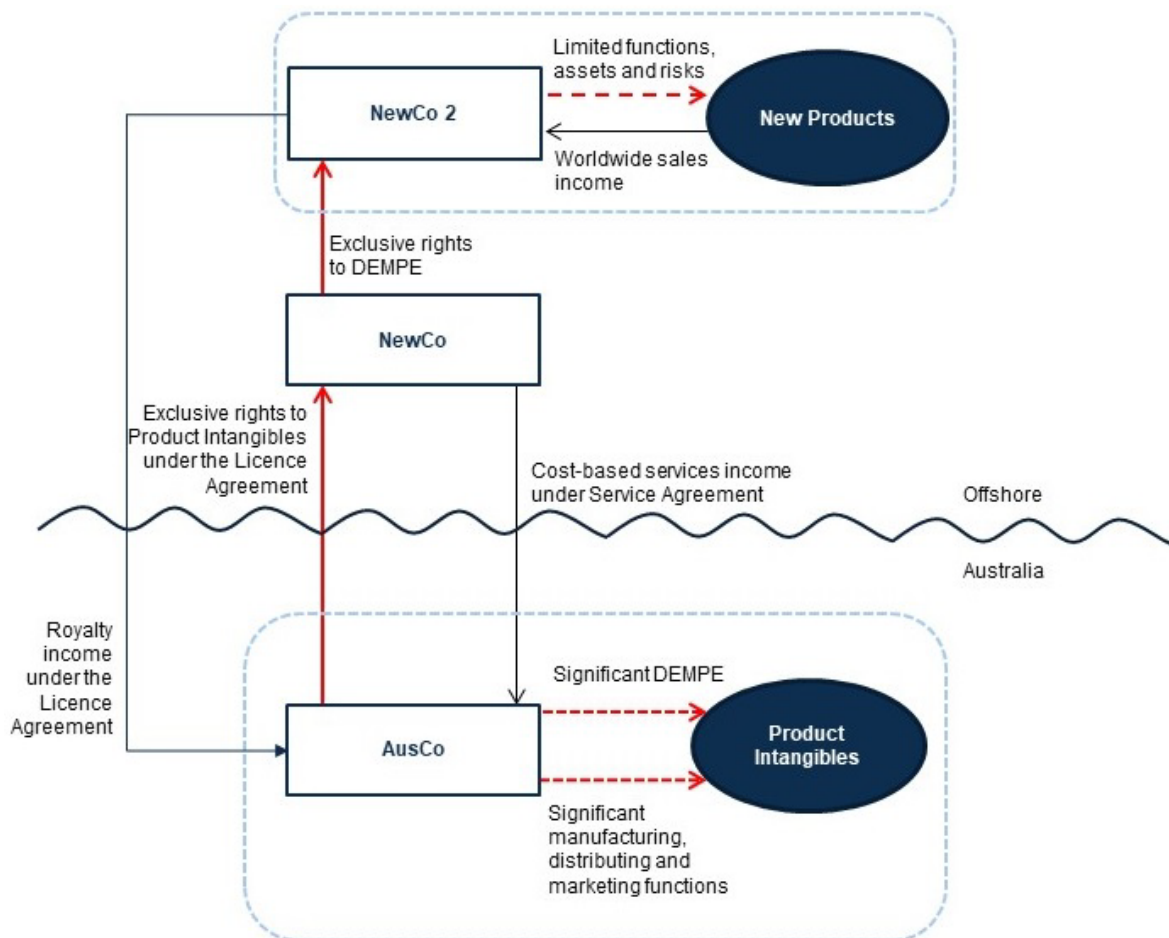 Limited functions,
assets and risks
NewCo 2
New Products
Worldwide sales
income
Exclusive rights
to DEMPE
NewCo
Exclusive rights to
Product Intangibles
under the Licence
Agreement
Cost-based services income
under Service Agreement
Offshore
Australia
Royalty
income
under the
Licence
Agreement
Significant DEMPE
AusCo
Product
Intangibles
Significant
manufacturing,
distributing and
marketing functions